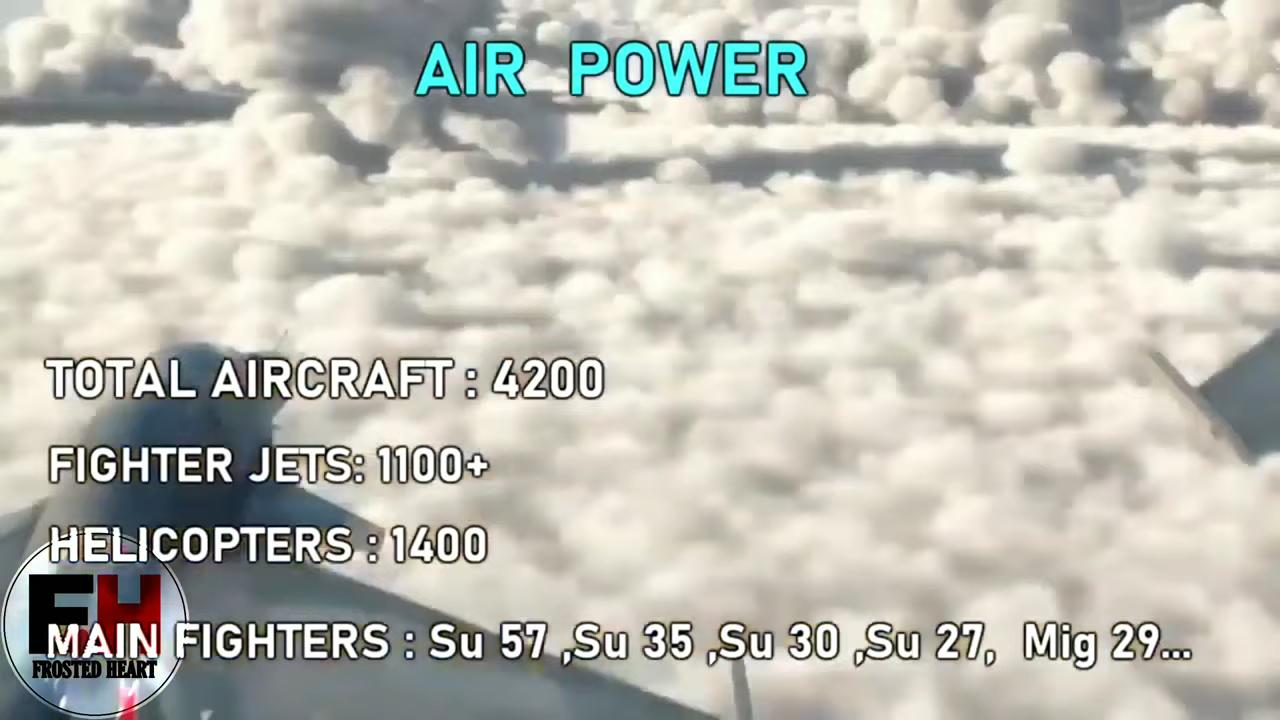 AIR POWER
TOTAL AIRCRAFT : 4200
FIGHTER JETS: 1100+
HELICOPTERS : 1400
MAIN FIGHTERS : Su 57 ,Su 35 ,Su 30 ,Su 27, Mig 29...
FH
FROSTED HEART